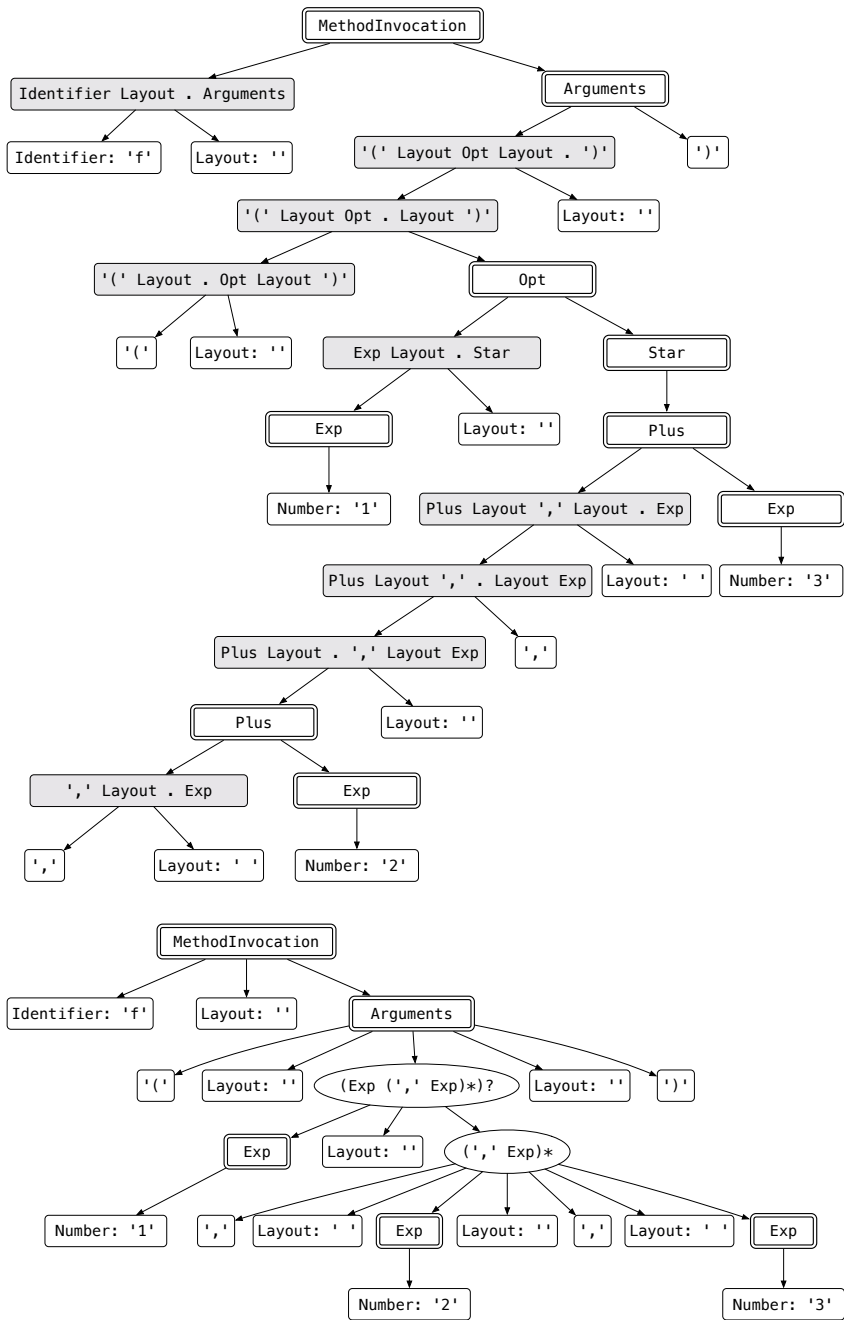 MethodInvocation
Identifier Layout . Arguments
Arguments
Identifier: 'f'
Layout: ''
'(' Layout Opt Layout . ')'
')'
'(' Layout Opt . Layout ')'
Layout: ''
'(' Layout . Opt Layout ')'
Opt
'('
Layout: ''
Exp Layout . Star
Star
Exp
Layout: ''
Plus
Number: '1'
Plus Layout ',' Layout . Exp
Exp
Plus Layout ',' . Layout Exp
Layout: ' '
Number: '3'
Plus Layout . ',' Layout Exp
','
Plus
Layout: ''
',' Layout . Exp
Exp
','
Layout: ' '
Number: '2'
MethodInvocation
Identifier: 'f'
Layout: ''
Arguments
'('
Layout: ''
(Exp (',' Exp)*)?
Layout: ''
')'
Exp
Layout: ''
(',' Exp)*
Number: '1'
','
Layout: ' '
Exp
Layout: ''
','
Layout: ' '
Exp
Number: '2'
Number: '3'